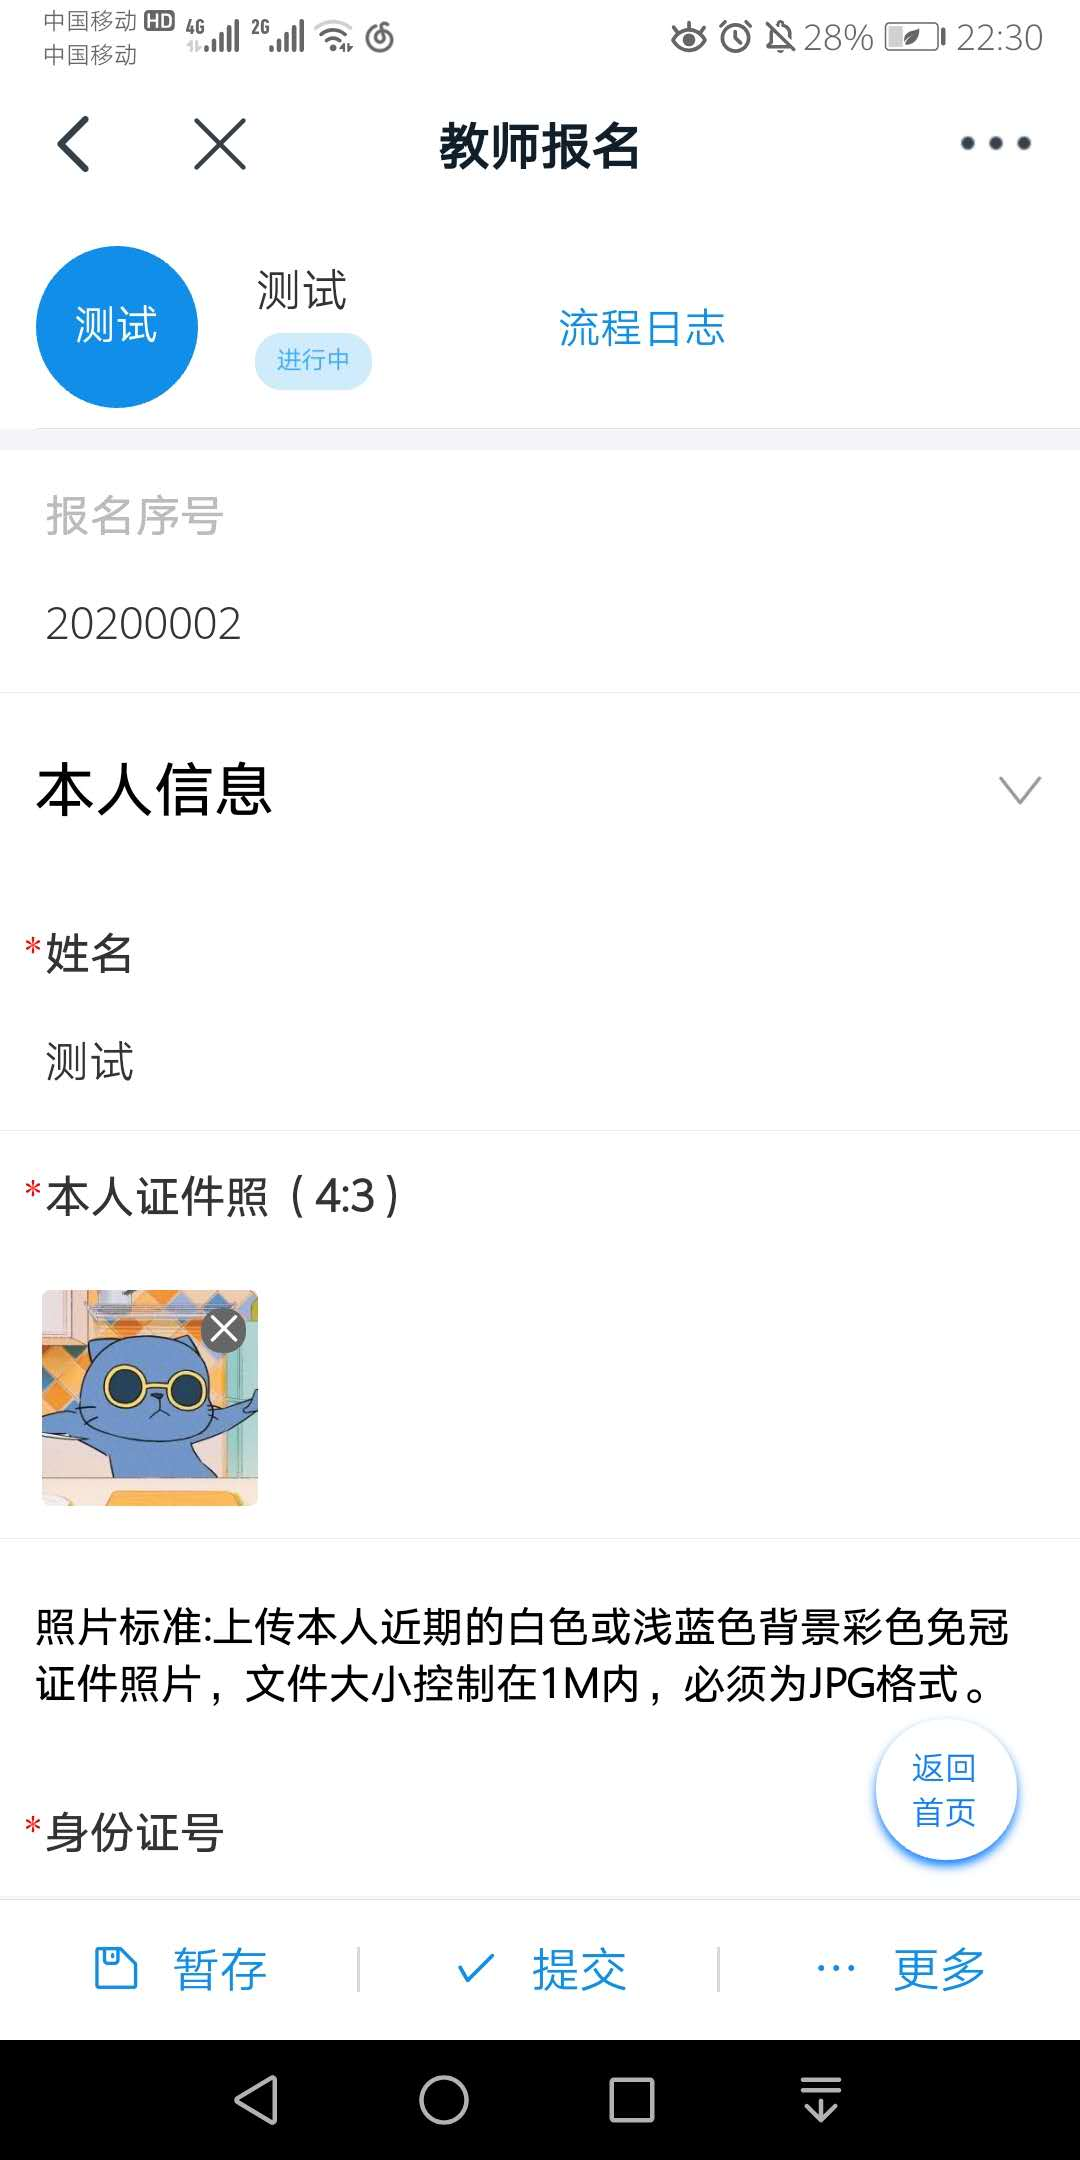 中国移动 HD 4G 2G 28% 22:30
中国移动
教师报名
测试
测试
进行中
流程日志
报名序号
20200002
本人信息
*姓名
测试
*本人证件照（4:3）
照片标准:上传本人近期的白色或浅蓝色背景彩色免冠
证件照片，文件大小控制在1M内，必须为JPG格式。
返回
首页
*身份证号
暂存
提交
更多